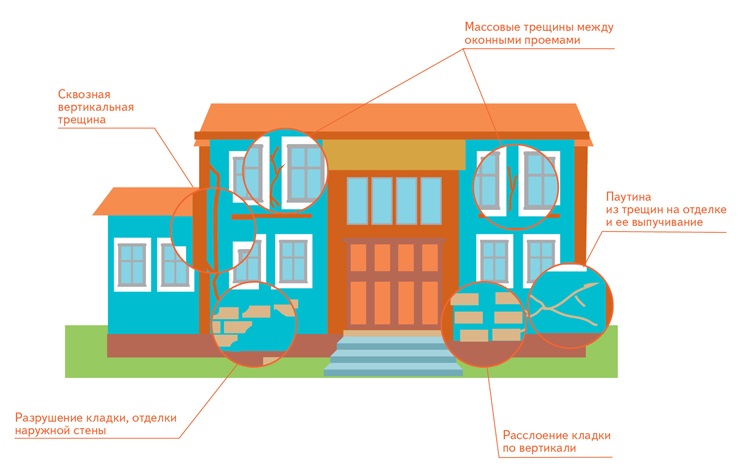 Массовые трещины между
оконными проемами
Сквозная
вертикальная
трещина
Паутина
из трещин на отделке
и ее выпучивание
Разрушение кладки, отделки
наружной стены
Расслоение кладки
по вертикали